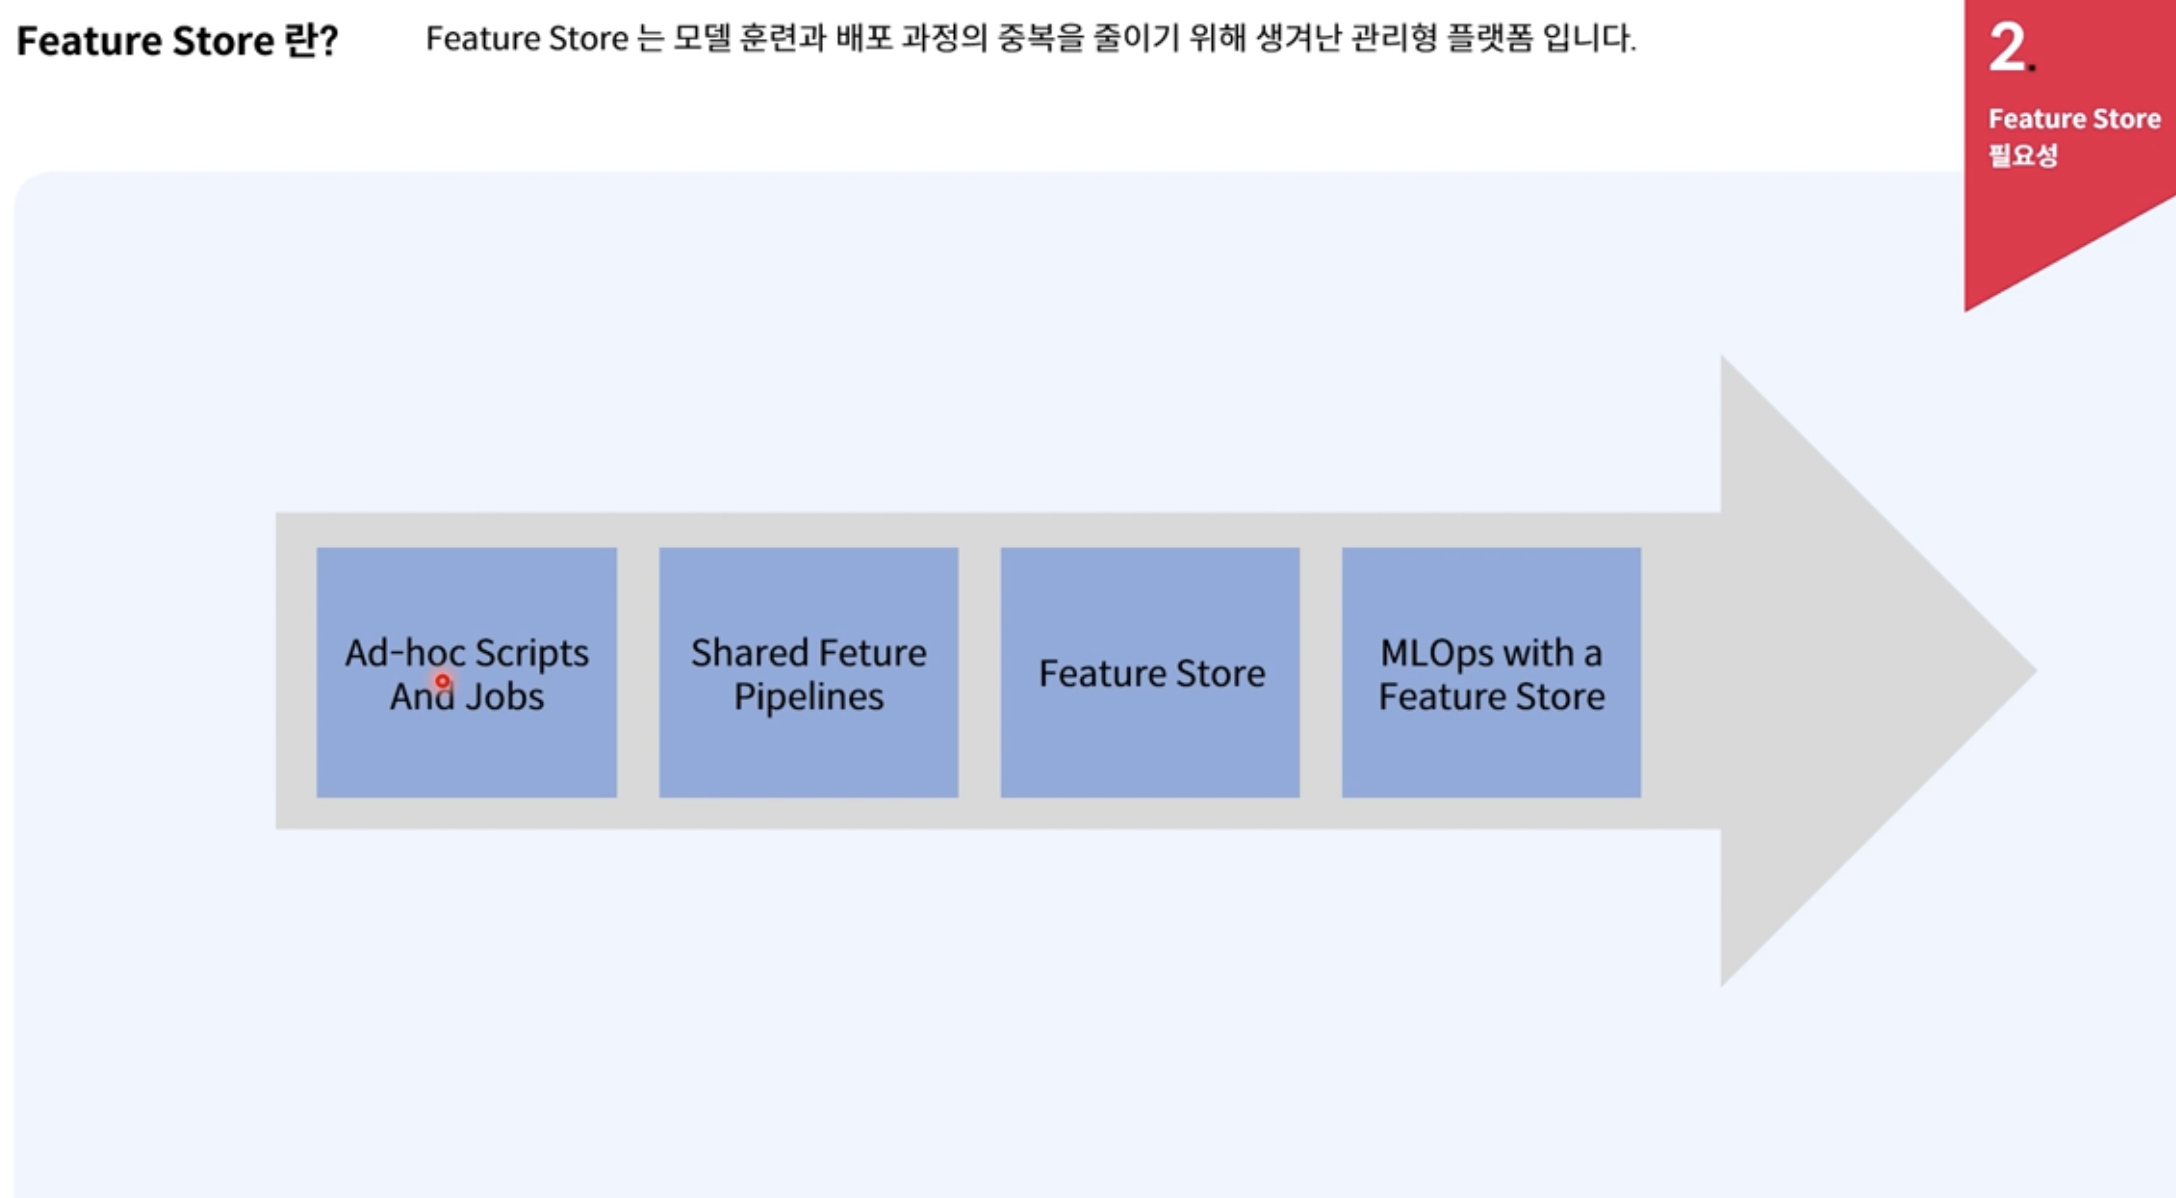 Feature Store 란?
Feature Store 는 모델 훈련과 배포 과정의 중복을 줄이기 위해 생겨난 관리형 플랫폼 입니다.
2.
Feature Store
필요성
Ad-hoc Scripts
And Jobs
Shared Feture
Pipelines
Feature Store
MLOps with a
Feature Store